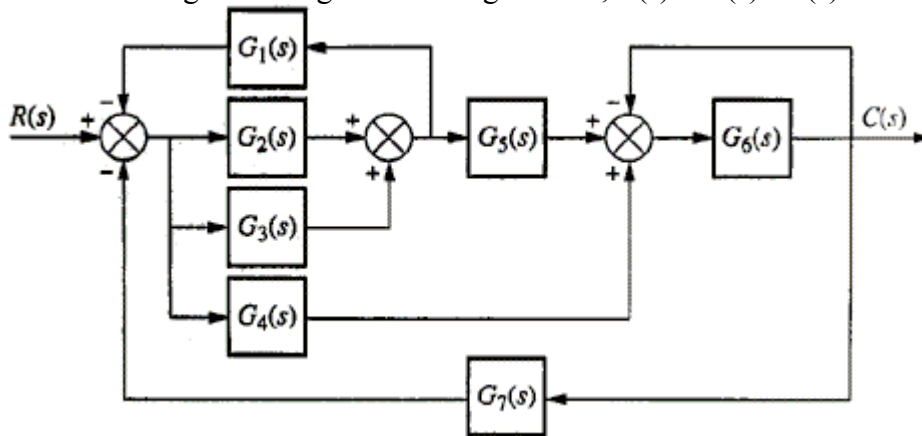 G₁(s)
−
R(s) + G₂(s) + G₅(s) + − G₆(s) C(s)
−
+ +
G₃(s)
G₄(s)
G₇(s)